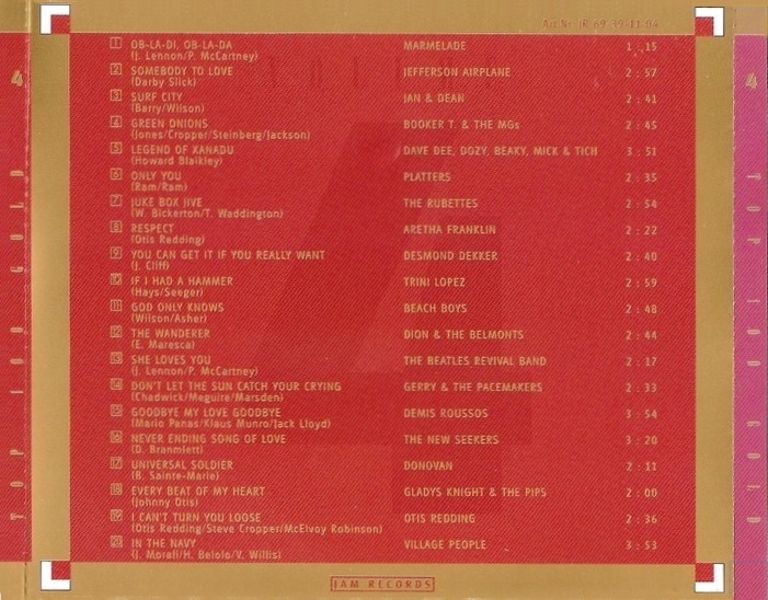 Art. Nr. JR 69-39-11-04
1 OB-LA-DI, OB-LA-DA MARMELADE 1 : 15
(J. Lennon/P. McCartney)
2 SOMEBODY TO LOVE JEFFERSON AIRPLANE 2 : 57
(Darby Slick)
3 SURF CITY JAN & DEAN 2 : 41
(Barry/Wilson)
4 GREEN ONIONS BOOKER T. & THE MGs 2 : 45
(Jones/Cropper/Steinberg/Jackson)
5 LEGEND OF XANADU DAVE DEE, DOZY, BEAKY, MICK & TICH 3 : 51
(Howard Blaikley)
6 ONLY YOU PLATTERS 2 : 35
(Ram/Ram)
7 JUKE BOX JIVE THE RUBETTES 2 : 54
(W. Bickerton/T. Waddington)
8 RESPECT ARETHA FRANKLIN 2 : 22
(Otis Redding)
9 YOU CAN GET IT IF YOU REALLY WANT DESMOND DEKKER 2 : 40
(J. Cliff)
10 IF I HAD A HAMMER TRINI LOPEZ 2 : 59
(Hays/Seeger)
11 GOD ONLY KNOWS BEACH BOYS 2 : 48
(Wilson/Asher)
12 THE WANDERER DION & THE BELMONTS 2 : 44
(E. Maresca)
13 SHE LOVES YOU THE BEATLES REVIVAL BAND 2 : 17
(J. Lennon/P. McCartney)
14 DON'T LET THE SUN CATCH YOUR CRYING GERRY & THE PACEMAKERS 2 : 33
(Chadwick/Meguire/Marsden)
15 GOODBYE MY LOVE GOODBYE DEMIS ROUSSOS 3 : 54
(Mario Panas/Klaus Munro/Jack Lloyd)
16 NEVER ENDING SONG OF LOVE THE NEW SEEKERS 3 : 20
(D. Branmlett)
17 UNIVERSAL SOLDIER DONOVAN 2 : 11
(B. Sainte-Marie)
18 EVERY BEAT OF MY HEART GLADYS KNIGHT & THE PIPS 2 : 00
(Johnny Otis)
19 I CAN'T TURN YOU LOOSE OTIS REDDING 2 : 36
(Otis Redding/Steve Cropper/McElvoy Robinson)
20 IN THE NAVY VILLAGE PEOPLE 3 : 53
(J. Morali/H. Belolo/V. Willis)
JAM RECORDS
TOP 100 GOLD 4
4 TOP 100 GOLD